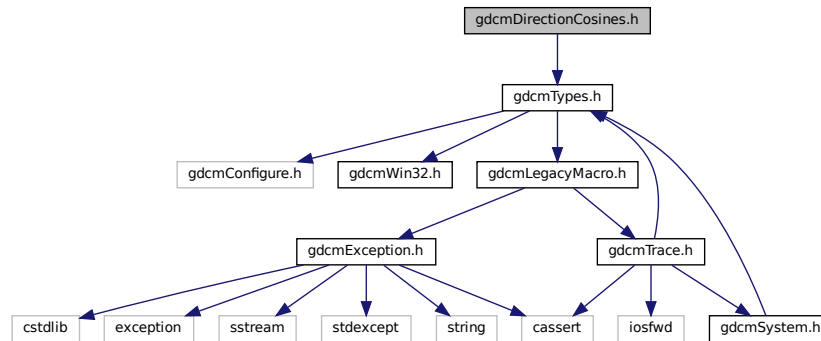 gdcmDirectionCosines.h
gdcmTypes.h
gdcmConfigure.h
gdcmWin32.h
gdcmLegacyMacro.h
gdcmException.h
gdcmTrace.h
cstdlib
exception
sstream
stdexcept
string
cassert
iosfwd
gdcmSystem.h